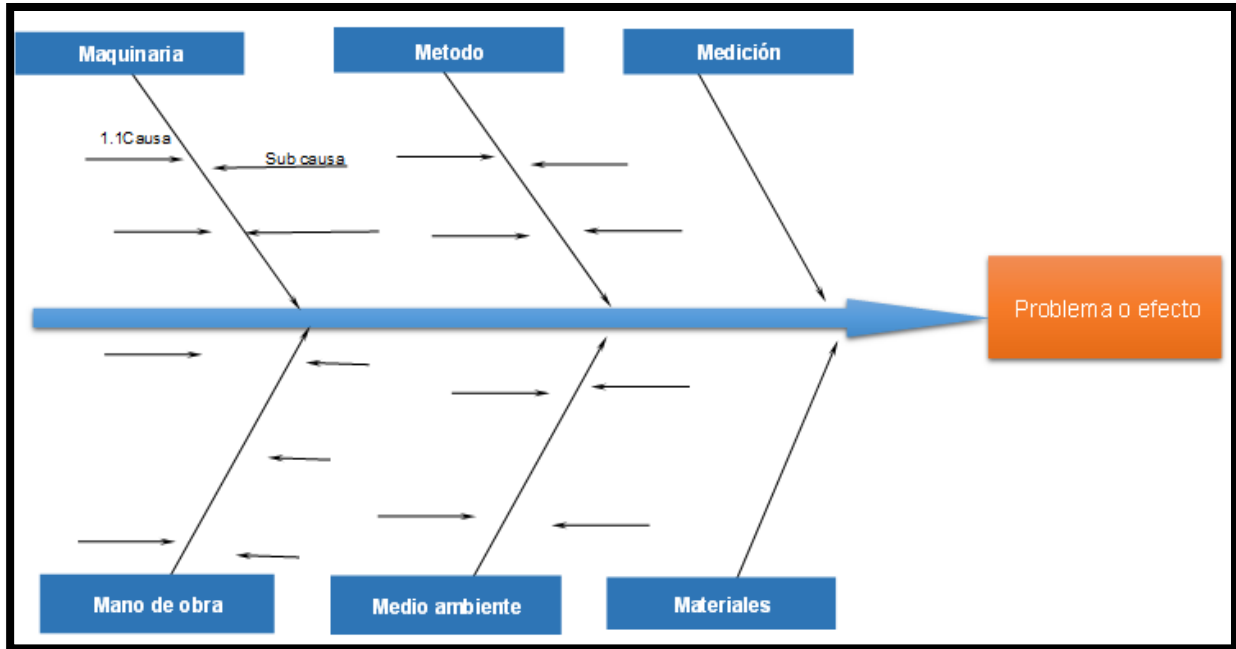 Maquinaria
Metodo
Medición
1.1Causa
Sub causa
Problema o efecto
Mano de obra
Medio ambiente
Materiales